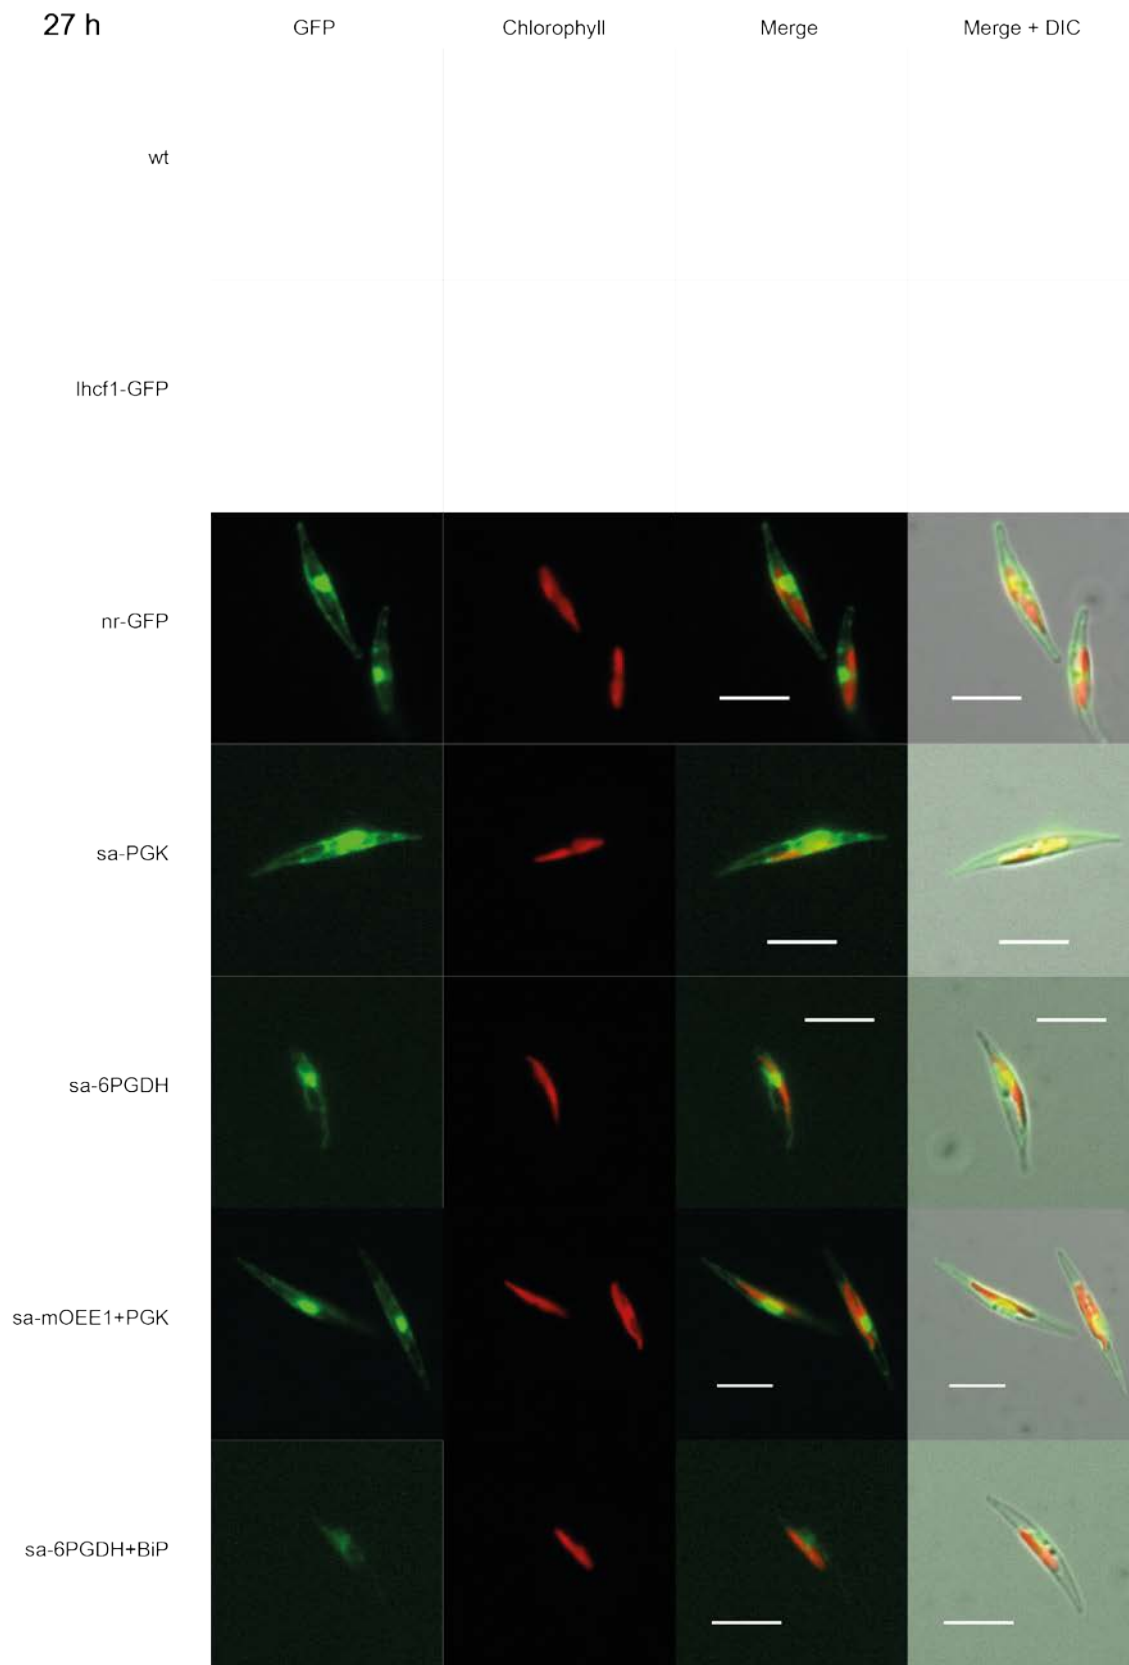 27 h GFP Chlorophyll Merge Merge + DIC
wt
lhcf1-GFP
nr-GFP
sa-PGK
sa-6PGDH
sa-mOEE1+PGK
sa-6PGDH+BiP